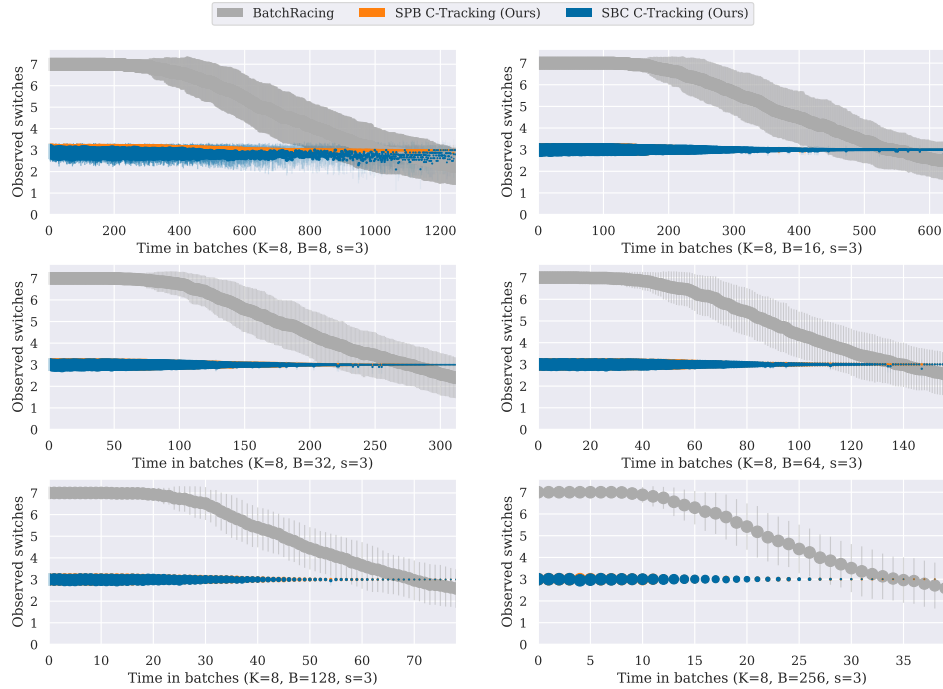 BatchRacing SPB C-Tracking (Ours) SBC C-Tracking (Ours)
Observed switches
7
6
5
4
3
2
1
0
0 200 400 600 800 1000 1200
Time in batches (K=8, B=8, s=3)
Observed switches
7
6
5
4
3
2
1
0
0 100 200 300 400 500 600
Time in batches (K=8, B=16, s=3)
Observed switches
7
6
5
4
3
2
1
0
0 50 100 150 200 250 300
Time in batches (K=8, B=32, s=3)
Observed switches
7
6
5
4
3
2
1
0
0 20 40 60 80 100 120 140
Time in batches (K=8, B=64, s=3)
Observed switches
7
6
5
4
3
2
1
0
0 10 20 30 40 50 60 70
Time in batches (K=8, B=128, s=3)
Observed switches
7
6
5
4
3
2
1
0
0 5 10 15 20 25 30 35
Time in batches (K=8, B=256, s=3)